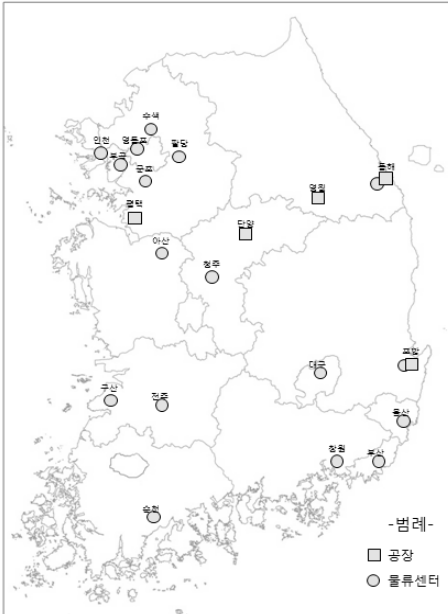 수색
영등포
인천
팔당
부곡
군포
동해
영월
평택
단양
아산
청주
포항
대구
군산
전주
울산
창원
부산
순천
-범례-
공장
물류센터